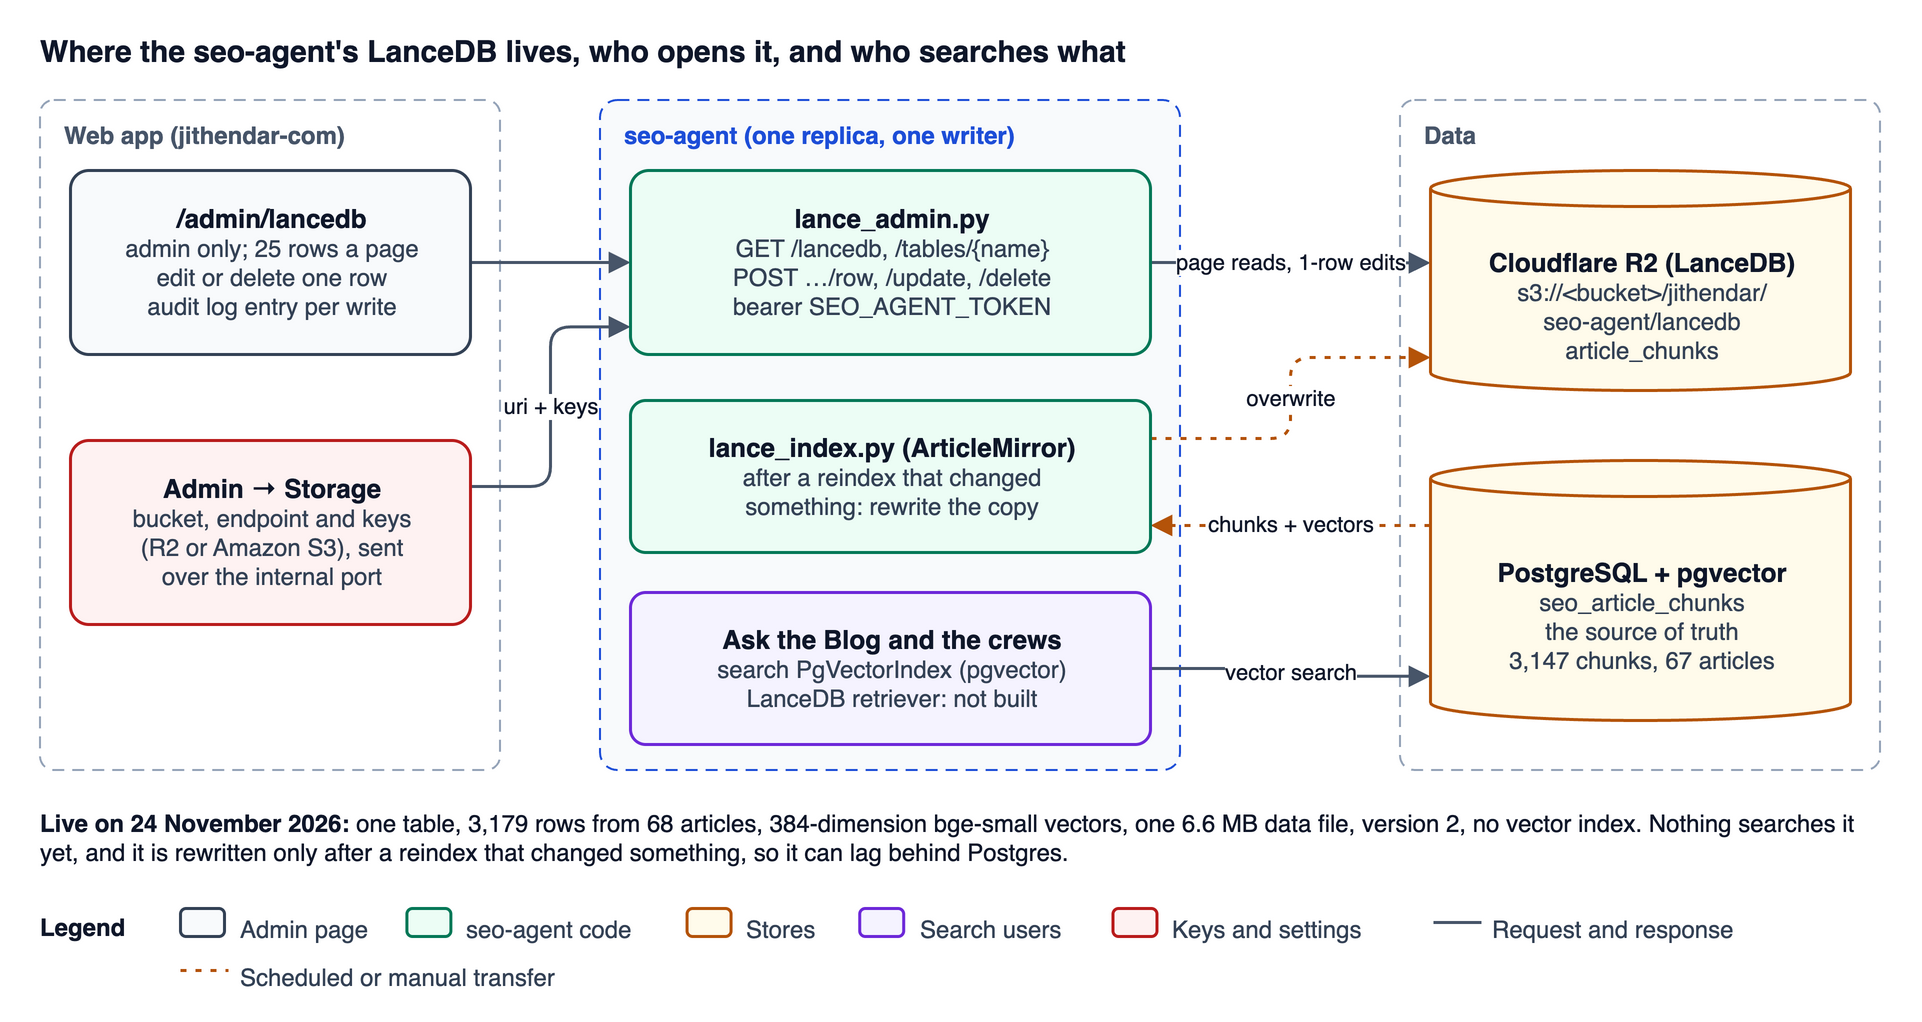 Where the seo-agent's LanceDB lives, who opens it, and who searches what
Web app (jithendar-com)
/admin/lancedb
admin only; 25 rows a page
edit or delete one row
audit log entry per write
Admin → Storage
bucket, endpoint and keys
(R2 or Amazon S3), sent
over the internal port
uri + keys
seo-agent (one replica, one writer)
lance_admin.py
GET /lancedb, /tables/{name}
POST …/row, /update, /delete
bearer SEO_AGENT_TOKEN
lance_index.py (ArticleMirror)
after a reindex that changed
something: rewrite the copy
Ask the Blog and the crews
search PgVectorIndex (pgvector)
LanceDB retriever: not built
page reads, 1-row edits
overwrite
chunks + vectors
vector search
Data
Cloudflare R2 (LanceDB)
s3://<bucket>/jithendar/
seo-agent/lancedb
article_chunks
PostgreSQL + pgvector
seo_article_chunks
the source of truth
3,147 chunks, 67 articles
Live on 24 November 2026: one table, 3,179 rows from 68 articles, 384-dimension bge-small vectors, one 6.6 MB data file, version 2, no vector index. Nothing searches it
yet, and it is rewritten only after a reindex that changed something, so it can lag behind Postgres.
Legend
Admin page
seo-agent code
Stores
Search users
Keys and settings
Request and response
Scheduled or manual transfer